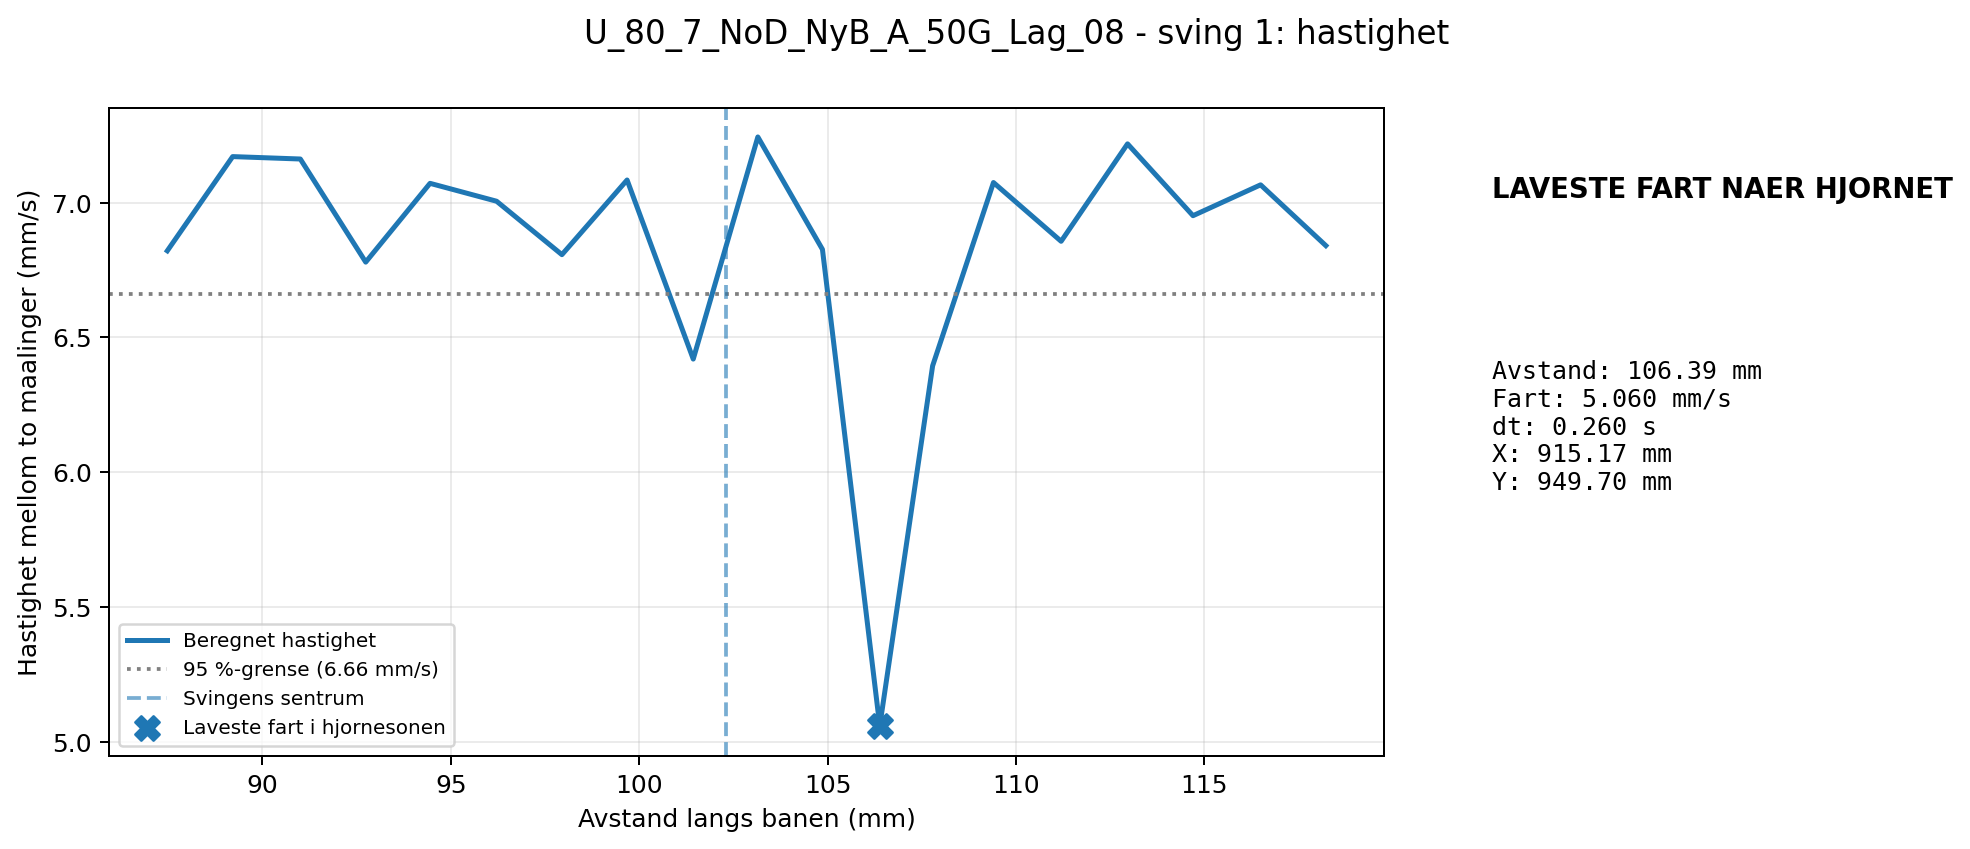 U_80_7_NoD_NyB_A_50G_Lag_08 - sving 1: hastighet
Hastighet mellom to maalinger (mm/s)
7.0
6.5
6.0
5.5
5.0
Beregnet hastighet
95 %-grense (6.66 mm/s)
Svingens sentrum
Laveste fart i hjornesonen
90 95 100 105 110 115
Avstand langs banen (mm)
LAVESTE FART NAER HJORNET
Avstand: 106.39 mm
Fart: 5.060 mm/s
dt: 0.260 s
X: 915.17 mm
Y: 949.70 mm